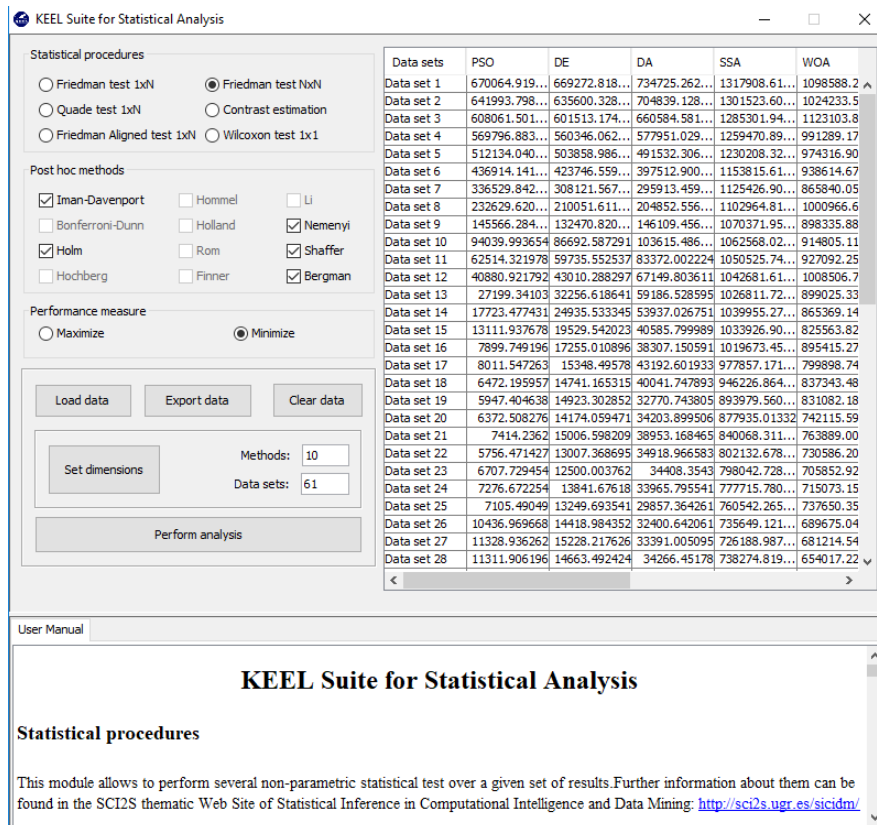 KEEL Suite for Statistical Analysis
Statistical procedures
Friedman test 1xN
Friedman test NxN
Quade test 1xN
Contrast estimation
Friedman Aligned test 1xN
Wilcoxon test 1x1
Post hoc methods
Iman-Davenport
Hommel
Li
Bonferroni-Dunn
Holland
Nemenyi
Holm
Rom
Shaffer
Hochberg
Finner
Bergman
Performance measure
Maximize
Minimize
Load data
Export data
Clear data
Set dimensions
Methods: 10
Data sets: 61
Perform analysis
Data sets PSO DE DA SSA WOA
Data set 1 670064.919... 669272.818... 734725.262... 1317908.61... 1098588.2
Data set 2 641993.798... 635600.328... 704839.128... 1301523.60... 1024233.5
Data set 3 608061.501... 601513.174... 660584.581... 1285301.94... 1123103.8
Data set 4 569796.883... 560346.062... 577951.029... 1259470.89... 991289.17
Data set 5 512134.040... 503858.986... 491532.306... 1230208.32... 974316.90
Data set 6 436914.141... 423746.559... 397512.900... 1153815.61... 938614.67
Data set 7 336529.842... 308121.567... 295913.459... 1125426.90... 865840.05
Data set 8 232629.620... 210051.611... 204852.556... 1102964.81... 1000966.6
Data set 9 145566.284... 132470.820... 146109.456... 1070371.95... 898335.88
Data set 10 94039.993654 86692.587291 103615.486... 1062568.02... 914805.11
Data set 11 62514.321978 59735.552537 83372.002224 1050525.74... 927092.25
Data set 12 40880.921792 43010.288297 67149.803611 1042681.61... 1008506.7
Data set 13 27199.34103 32256.618641 59186.528595 1026811.72... 899025.33
Data set 14 17723.477431 24935.533345 53937.026751 1039955.27... 865369.14
Data set 15 13111.937678 19529.542023 40585.799989 1033926.90... 825563.82
Data set 16 7899.749196 17255.010896 38307.150591 1019673.45... 895415.27
Data set 17 8011.547263 15348.49578 43192.601933 977857.171... 799898.74
Data set 18 6472.195957 14741.165315 40041.747893 946226.864... 837343.48
Data set 19 5947.404638 14923.302852 32770.743805 893979.560... 831082.18
Data set 20 6372.508276 14174.059471 34203.899506 877935.01332 742115.59
Data set 21 7414.2362 15006.598209 38953.168465 840068.311... 763889.00
Data set 22 5756.471427 13007.368695 34918.966583 802132.678... 730586.20
Data set 23 6707.729454 12500.003762 34408.3543 798042.728... 705852.92
Data set 24 7276.672254 13841.67618 33965.795541 777715.780... 715073.15
Data set 25 7105.49049 13249.693541 29857.364261 760542.265... 737650.35
Data set 26 10436.969668 14418.984352 32400.642061 735649.121... 689675.04
Data set 27 11328.936262 15228.217626 33391.005095 726188.987... 681214.54
Data set 28 11311.906196 14663.492424 34266.45178 738274.819... 654017.22
User Manual
KEEL Suite for Statistical Analysis
Statistical procedures
This module allows to perform several non-parametric statistical test over a given set of results.Further information about them can be
found in the SCI2S thematic Web Site of Statistical Inference in Computational Intelligence and Data Mining: http://sci2s.ugr.es/sicidm/